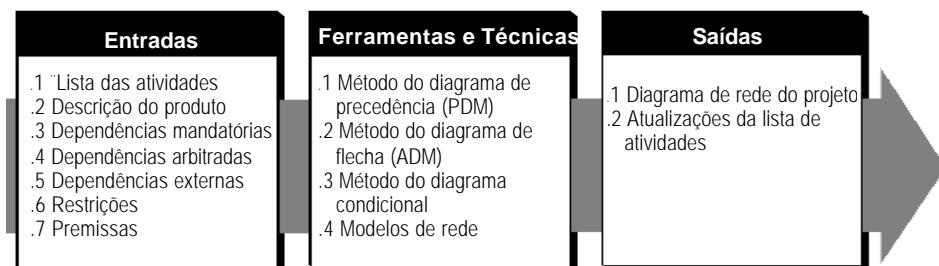 Entradas
.1 ¨Lista das atividades
.2 Descrição do produto
.3 Dependências mandatórias
.4 Dependências arbitradas
.5 Dependências externas
.6 Restrições
.7 Premissas
Ferramentas e Técnicas
.1 Método do diagrama de
precedência (PDM)
.2 Método do diagrama de
flecha (ADM)
.3 Método do diagrama
condicional
.4 Modelos de rede
Saídas
.1 Diagrama de rede do projeto
.2 Atualizações da lista de
atividades